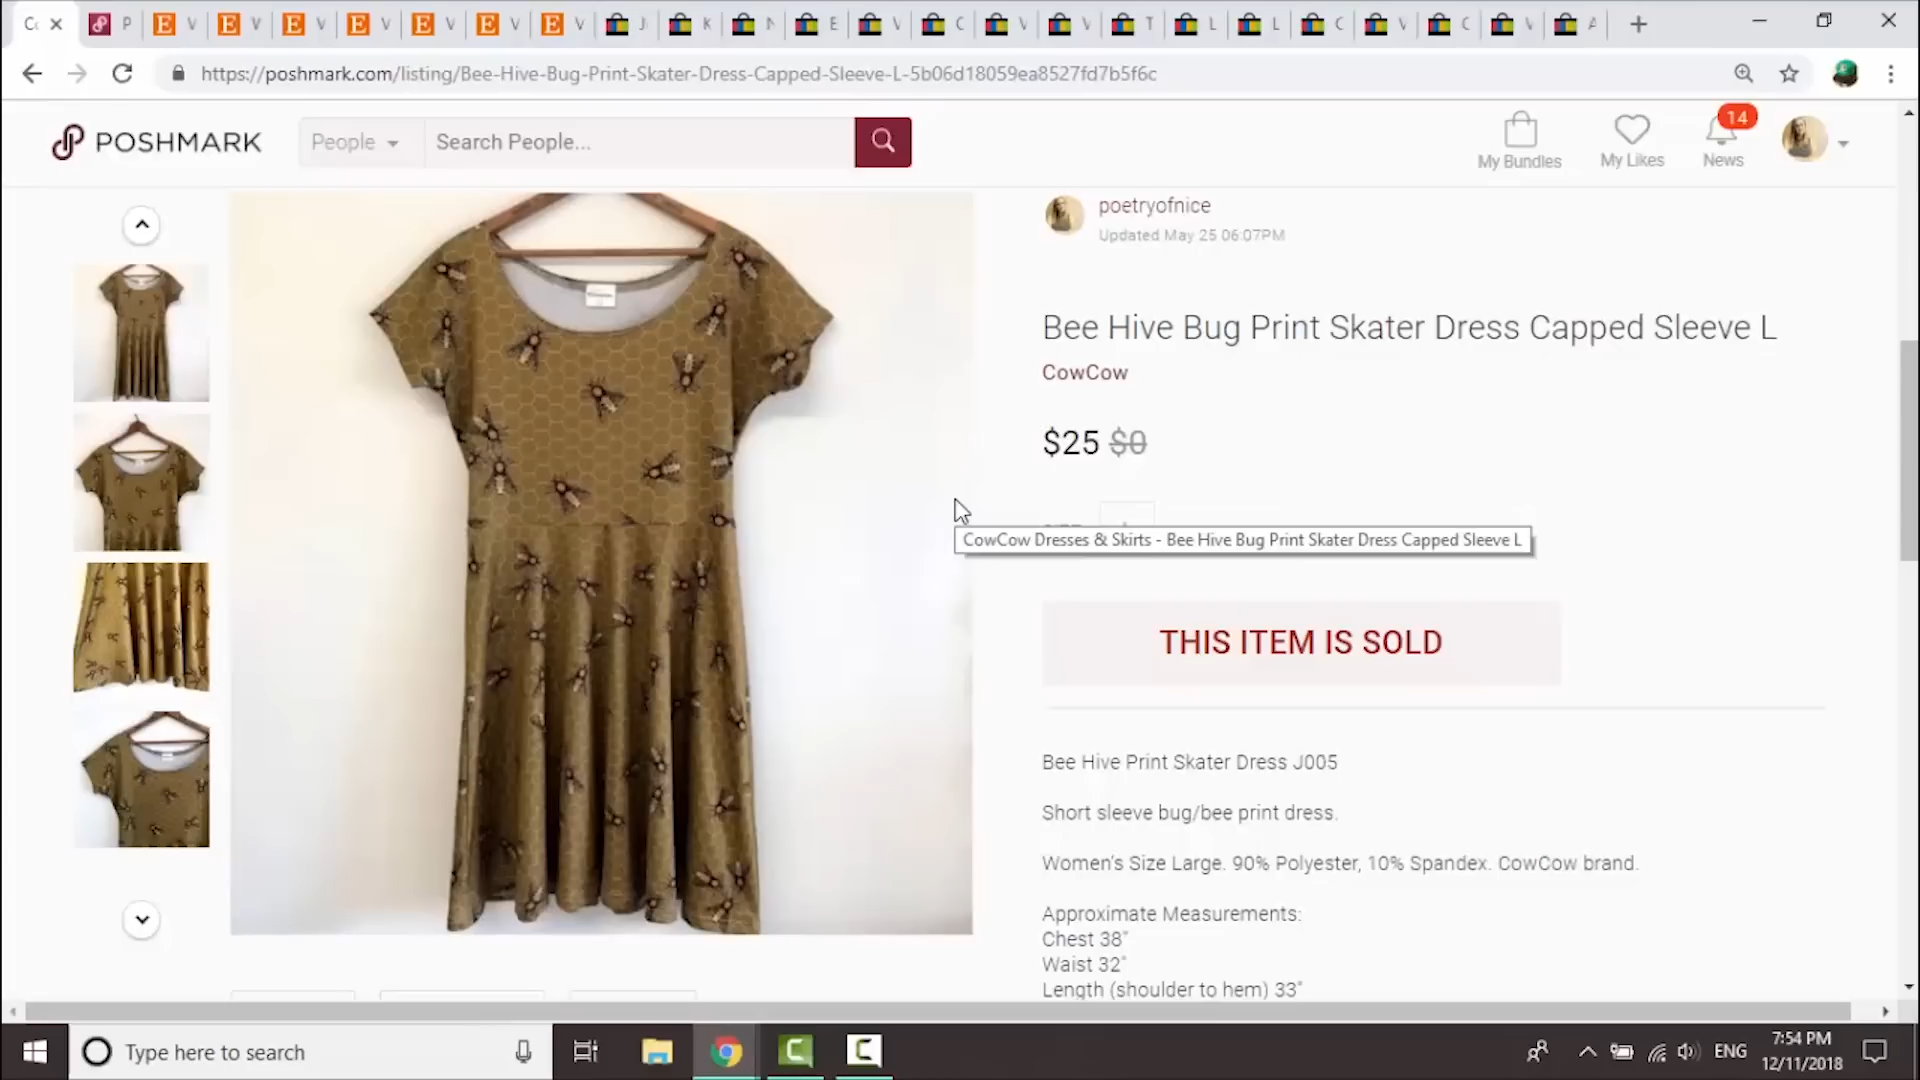 https://poshmark.com/listing/Bee-Hive-Bug-Print-Skater-Dress-Capped-Sleeve-L-5b06d18059ea8527fd7b5f6c
POSHMARK
People
Search People...
My Bundles
My Likes
14
News
poetryofnice
Updated May 25 06:07PM
Bee Hive Bug Print Skater Dress Capped Sleeve L
CowCow
$25 $0
CowCow Dresses & Skirts - Bee Hive Bug Print Skater Dress Capped Sleeve L
THIS ITEM IS SOLD
Bee Hive Print Skater Dress J005
Short sleeve bug/bee print dress.
Women's Size Large. 90% Polyester, 10% Spandex. CowCow brand.
Approximate Measurements:
Chest 38"
Waist 32"
Length (shoulder to hem) 33"
Type here to search
ENG
7:54 PM
12/11/2018